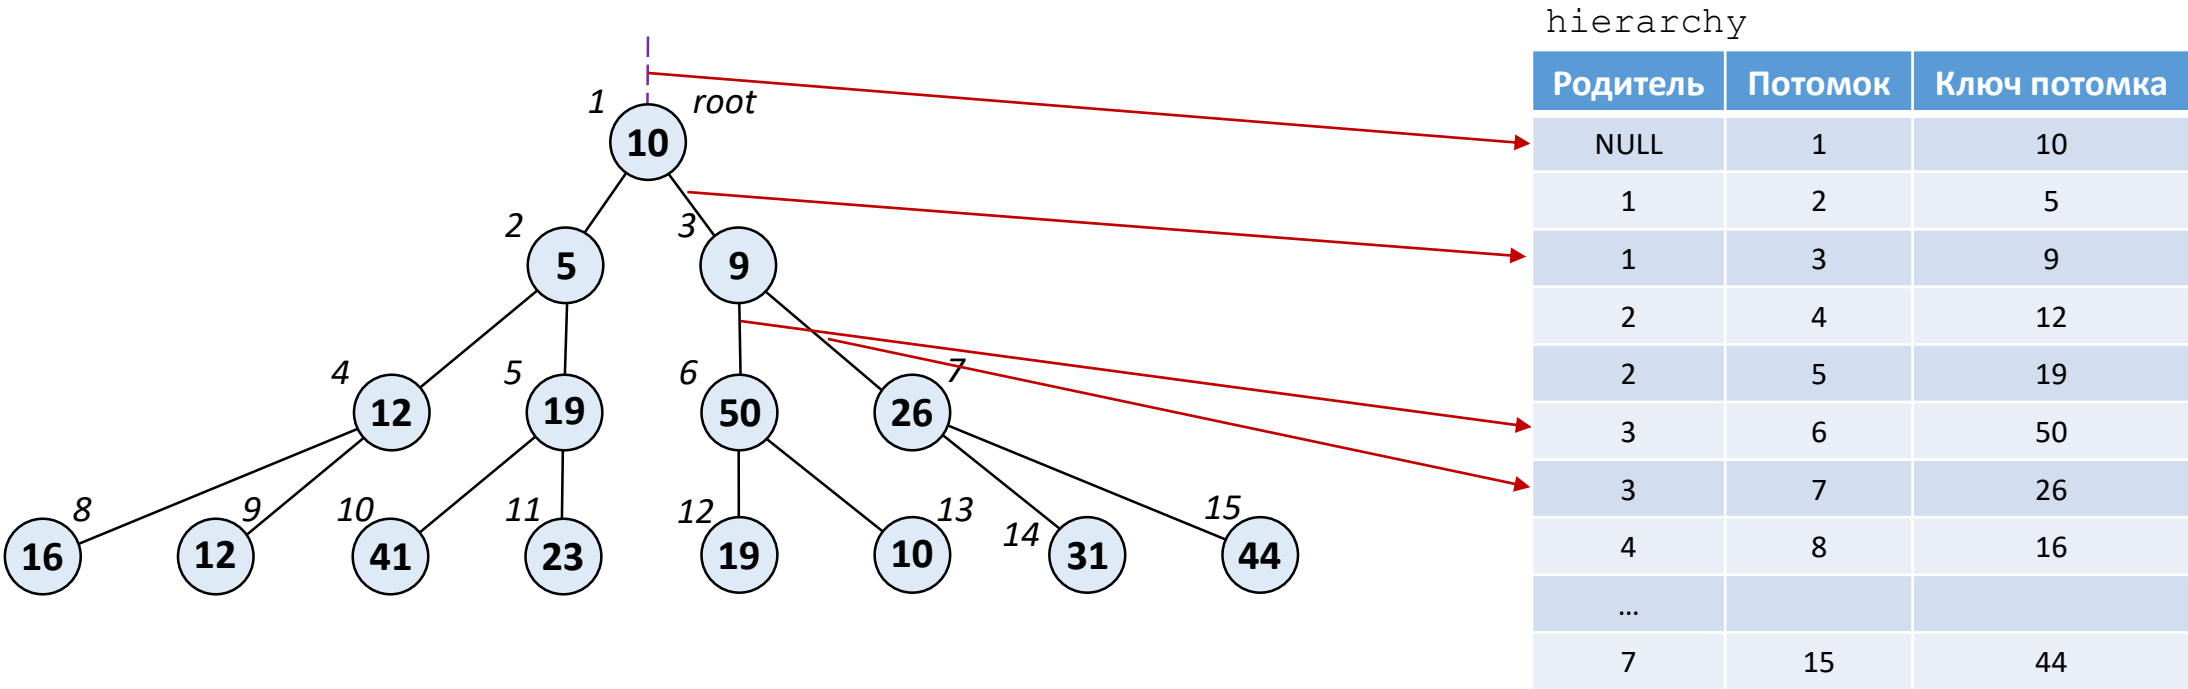 hierarchy
Родитель Потомок Ключ потомка
NULL 1 10
1 2 5
1 3 9
2 4 12
2 5 19
3 6 50
3 7 26
4 8 16
...
7 15 44
1 root
10
2 3
5 9
4 5 6 7
12 19 50 26
8 9 10 11 12 13 14 15
16 12 41 23 19 10 31 44